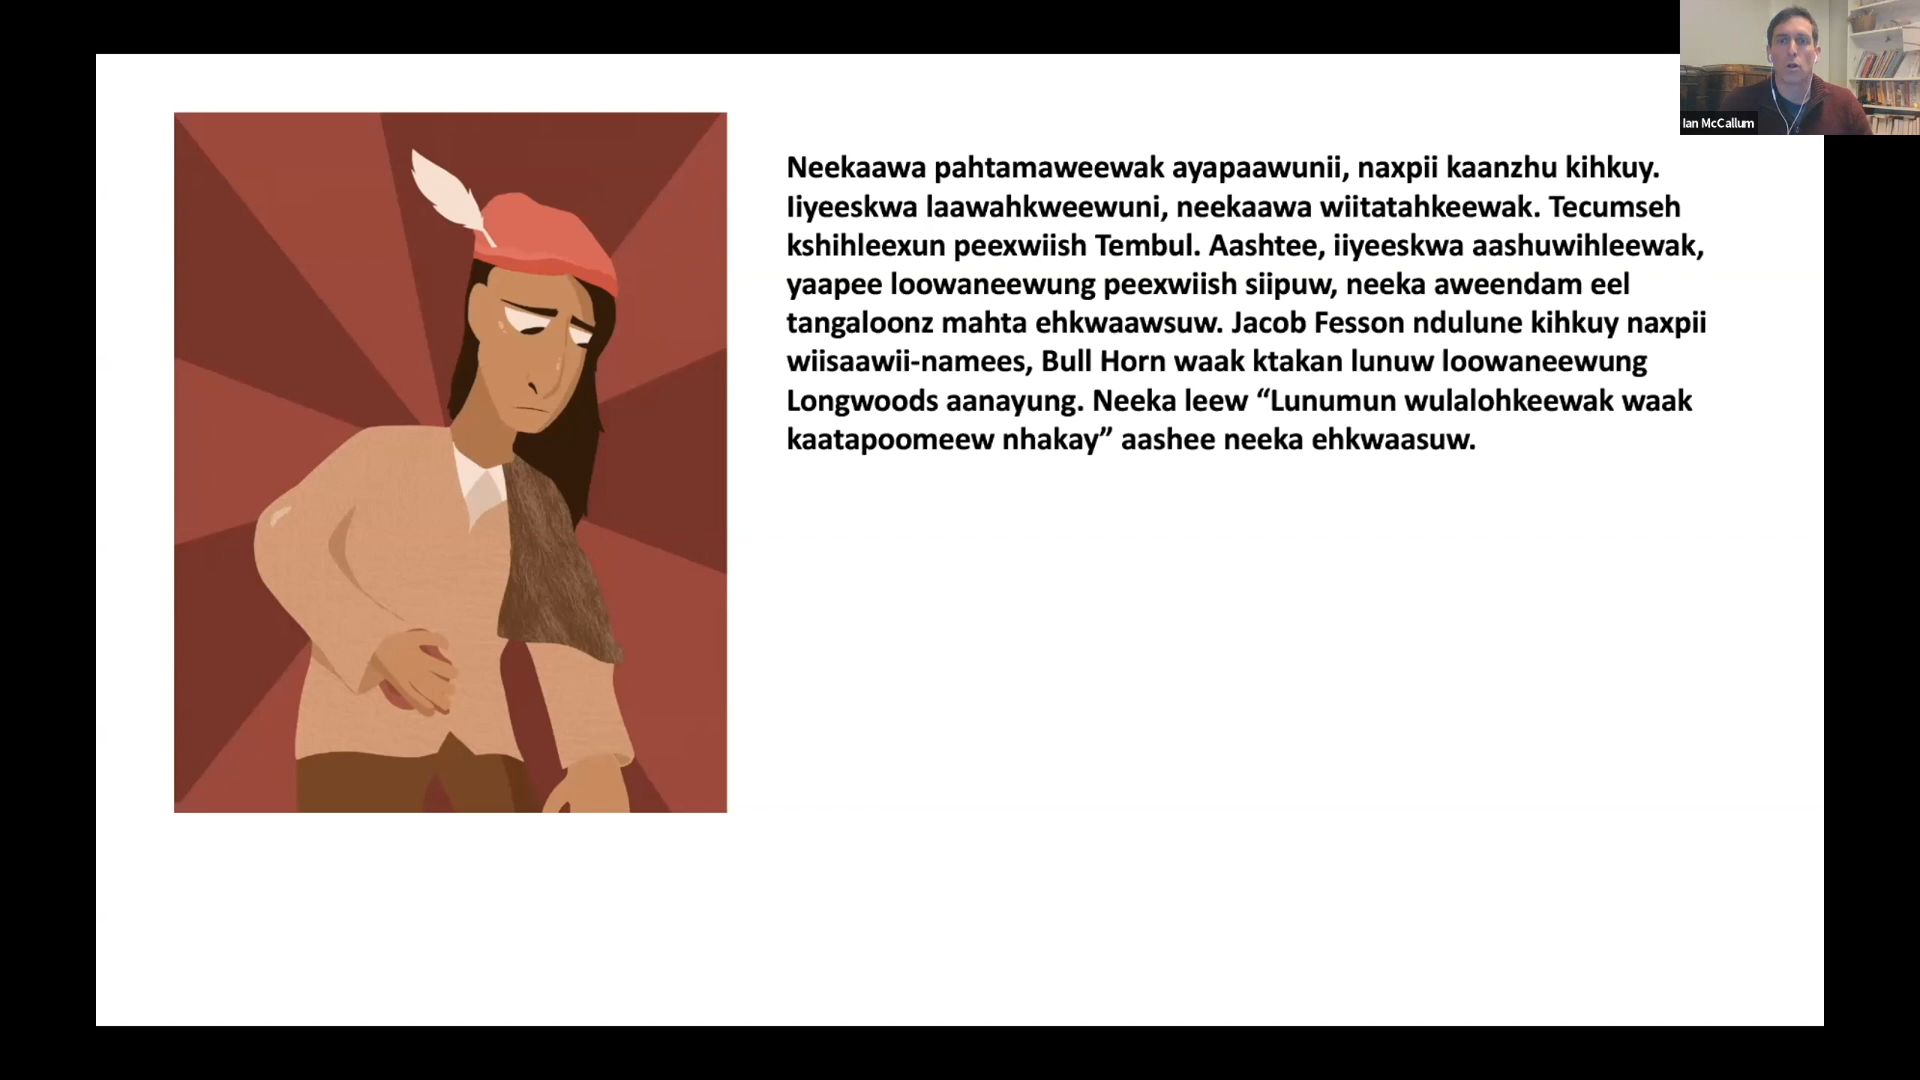 Ian McCallum
Neekaawa pahtamaweewak ayapaawunii, naxpii kaanzhu kihkuy.
Iiyeeskwa laawahkweewuni, neekaawa wiitatahkeewak. Tecumseh
kshihleexun peexwiish Tembul. Aashtee, iiyeeskwa aashuwihleewak,
yaapee loowaneewung peexwiish siipuw, neeka aweendam eel
tangaloonz mahta ehkwaawsuw. Jacob Fesson ndulune kihkuy naxpii
wiisaawii-namees, Bull Horn waak ktakan lunuw loowaneewung
Longwoods aanayung. Neeka leew “Lunumun wulalohkeewak waak
kaatapoomeew nhakay” aashee neeka ehkwaasuw.